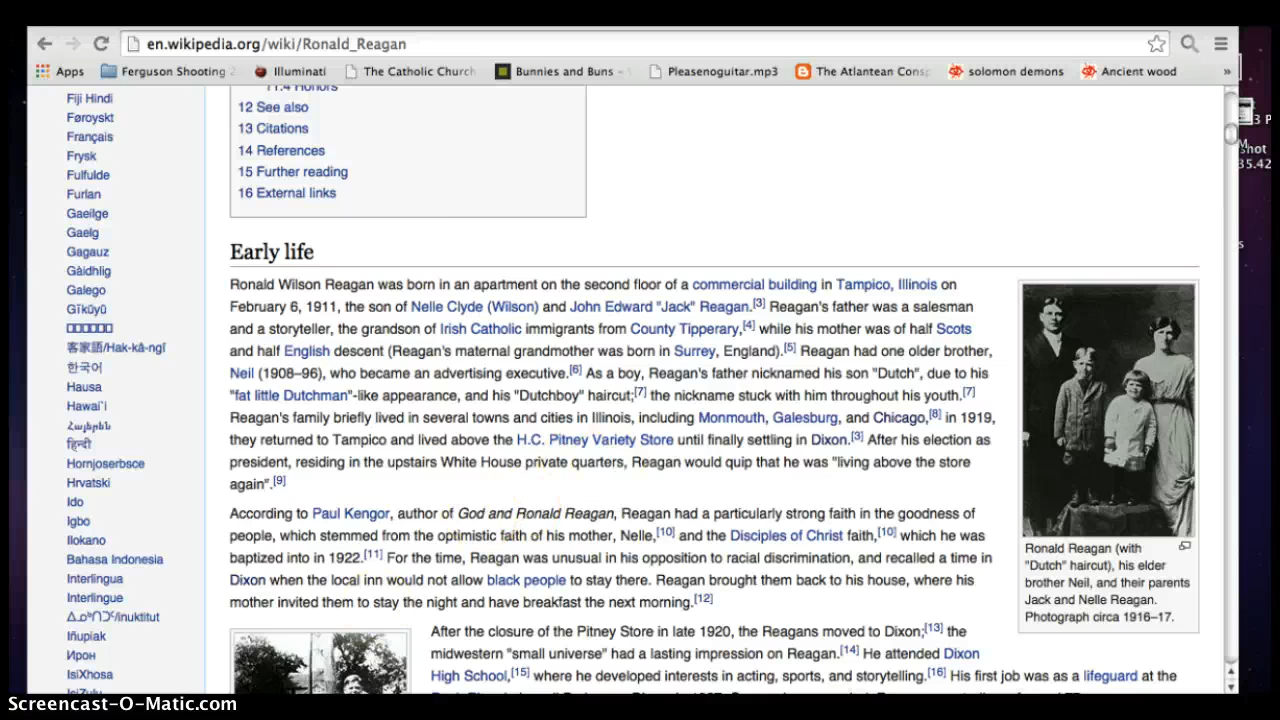 en.wikipedia.org/wiki/Ronald_Reagan
Apps Ferguson Shooting 2 Illuminati The Catholic Church Bunnies and Buns - Pleasenoguitar.mp3 The Atlantean Consp solomon demons Ancient wood »
Fiji Hindi
Føroyskt
Français
Frysk
Fulfulde
Furlan
Gaeilge
Gaelg
Gagauz
Gàidhlig
Galego
Gĩkũyũ
客家語/Hak-kâ-ngî
한국어
Hausa
Hawai`i
Հայերեն
हिन्दी
Hornjoserbsce
Hrvatski
Ido
Igbo
Ilokano
Bahasa Indonesia
Interlingua
Interlingue
ᐃᓄᒃᑎᑐᑦ/inuktitut
Iñupiak
Ирон
IsiXhosa
IsiZulu
11.4 Honors
12 See also
13 Citations
14 References
15 Further reading
16 External links
Early life
Ronald Wilson Reagan was born in an apartment on the second floor of a commercial building in Tampico, Illinois on
February 6, 1911, the son of Nelle Clyde (Wilson) and John Edward "Jack" Reagan.[3] Reagan's father was a salesman
and a storyteller, the grandson of Irish Catholic immigrants from County Tipperary,[4] while his mother was of half Scots
and half English descent (Reagan's maternal grandmother was born in Surrey, England).[5] Reagan had one older brother,
Neil (1908–96), who became an advertising executive.[6] As a boy, Reagan's father nicknamed his son "Dutch", due to his
"fat little Dutchman"-like appearance, and his "Dutchboy" haircut;[7] the nickname stuck with him throughout his youth.[7]
Reagan's family briefly lived in several towns and cities in Illinois, including Monmouth, Galesburg, and Chicago,[8] in 1919,
they returned to Tampico and lived above the H.C. Pitney Variety Store until finally settling in Dixon.[3] After his election as
president, residing in the upstairs White House private quarters, Reagan would quip that he was "living above the store
again".[9]
According to Paul Kengor, author of God and Ronald Reagan, Reagan had a particularly strong faith in the goodness of
people, which stemmed from the optimistic faith of his mother, Nelle,[10] and the Disciples of Christ faith,[10] which he was
baptized into in 1922.[11] For the time, Reagan was unusual in his opposition to racial discrimination, and recalled a time in
Dixon when the local inn would not allow black people to stay there. Reagan brought them back to his house, where his
mother invited them to stay the night and have breakfast the next morning.[12]
After the closure of the Pitney Store in late 1920, the Reagans moved to Dixon;[13] the
midwestern "small universe" had a lasting impression on Reagan.[14] He attended Dixon
High School,[15] where he developed interests in acting, sports, and storytelling.[16] His first job was as a lifeguard at the
Ronald Reagan (with
"Dutch" haircut), his elder
brother Neil, and their parents
Jack and Nelle Reagan.
Photograph circa 1916–17.
3 P
shot
35.42
s
Screencast-O-Matic.com